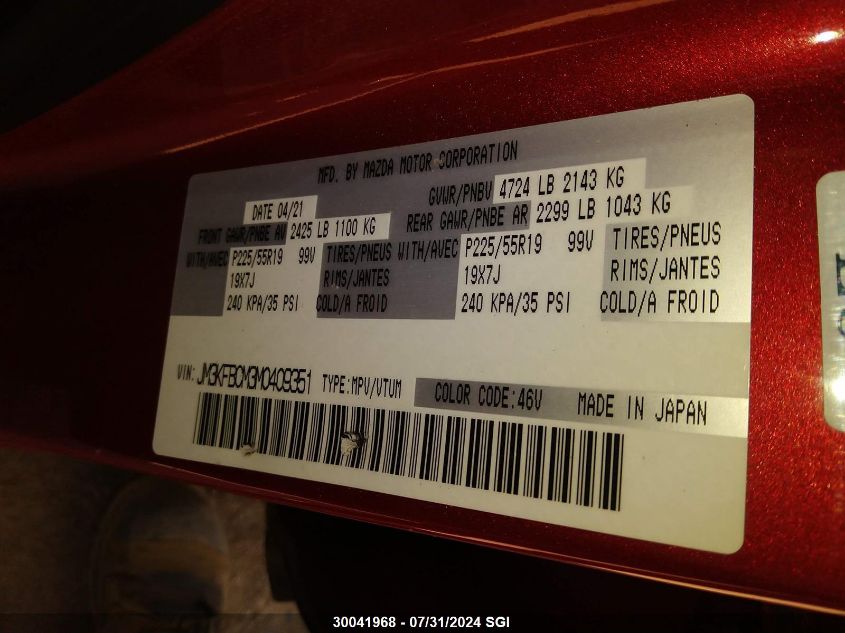 MFD. BY MAZDA MOTOR CORPORATION
DATE 04/21 GVWR/PNBV 4724 LB 2143 KG
FRONT GAWR/PNBE AV 2425 LB 1100 KG REAR GAWR/PNBE AR 2299 LB 1043 KG
WITH/AVEC P225/55R19 99V TIRES/PNEUS WITH/AVEC P225/55R19 99V TIRES/PNEUS
19X7J RIMS/JANTES 19X7J RIMS/JANTES
240 KPA/35 PSI COLD/A FROID 240 KPA/35 PSI COLD/A FROID
VIN: JM3KFBCM3M0409351 TYPE:MPV/VTUM COLOR CODE:46V MADE IN JAPAN
30041968 - 07/31/2024 SGI